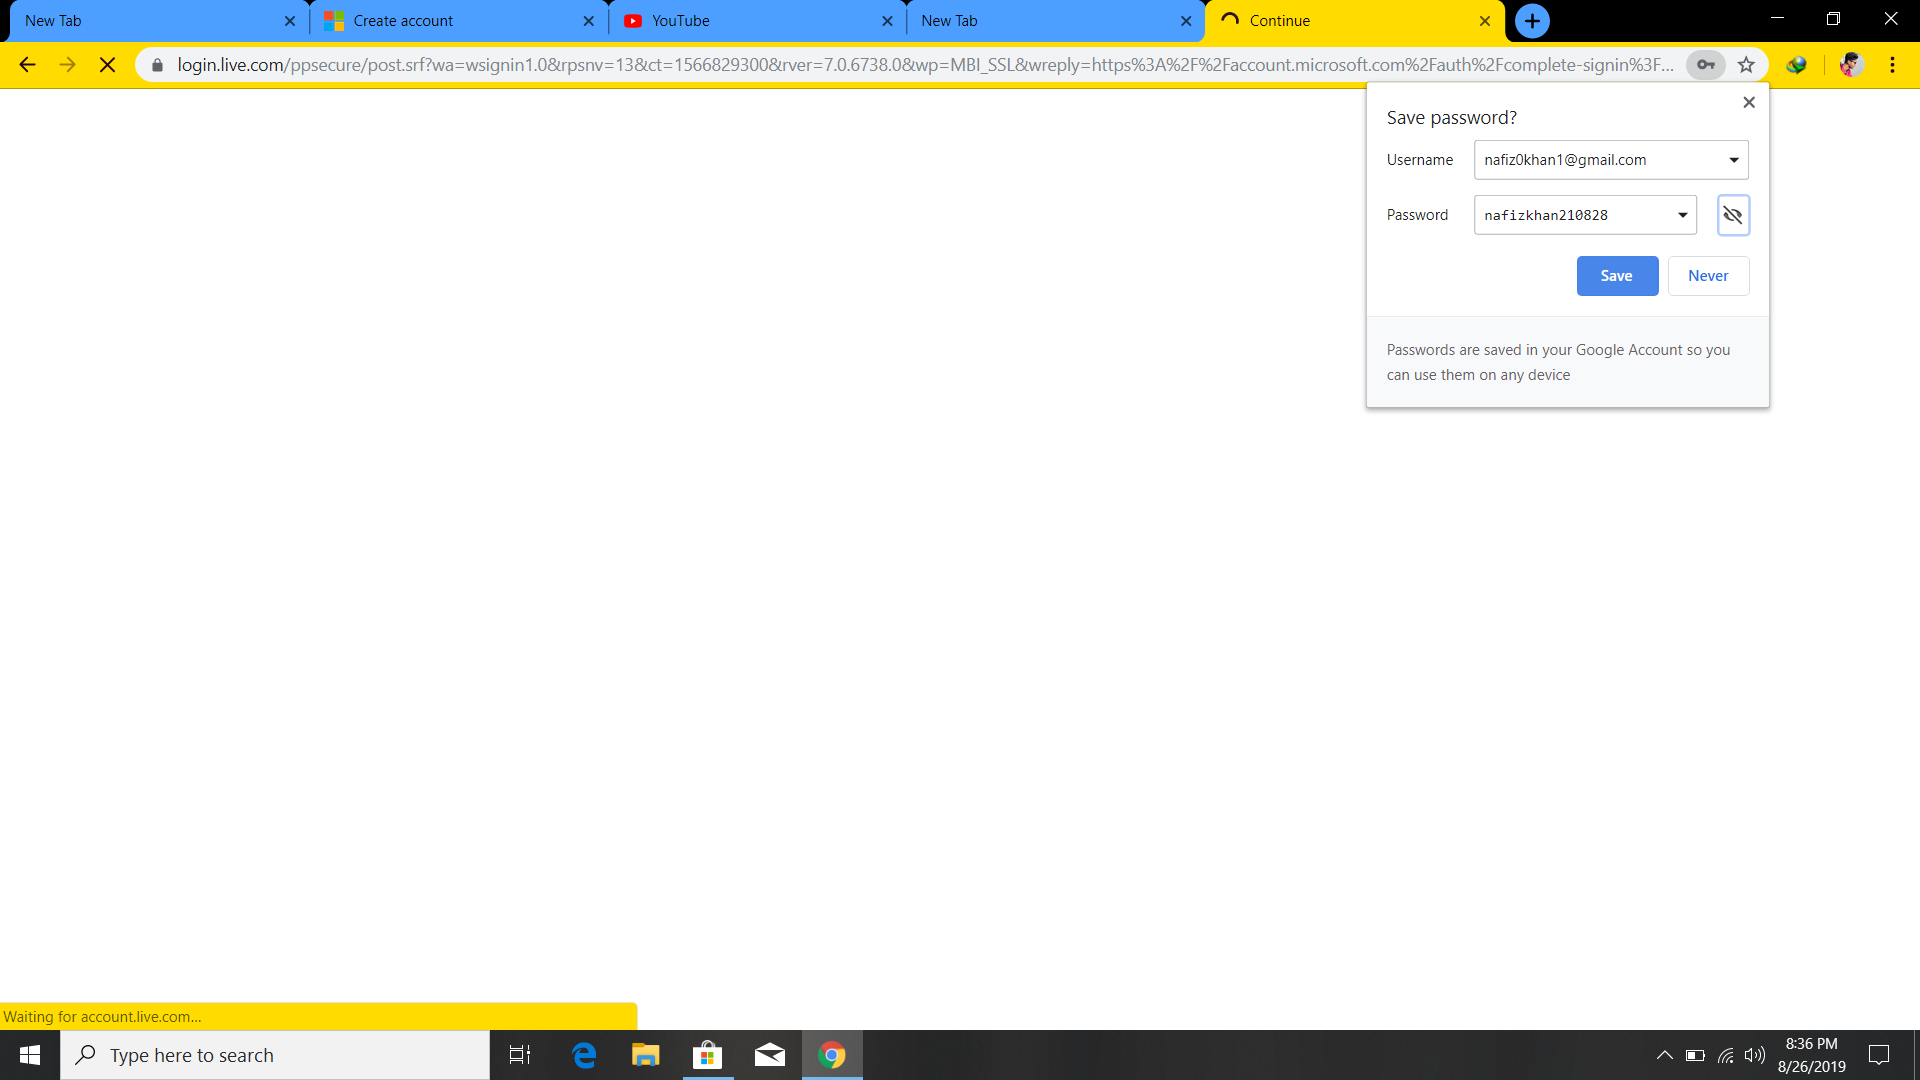 New Tab
Create account
YouTube
New Tab
Continue
login.live.com/ppsecure/post.srf?wa=wsignin1.0&rpsnv=13&ct=1566829300&rver=7.0.6738.0&wp=MBI_SSL&wreply=https%3A%2F%2Faccount.microsoft.com%2Fauth%2Fcomplete-signin%3F...
Save password?
Username nafiz0khan1@gmail.com
Password nafizkhan210828
Save Never
Passwords are saved in your Google Account so you
can use them on any device
Waiting for account.live.com...
Type here to search
8:36 PM
8/26/2019